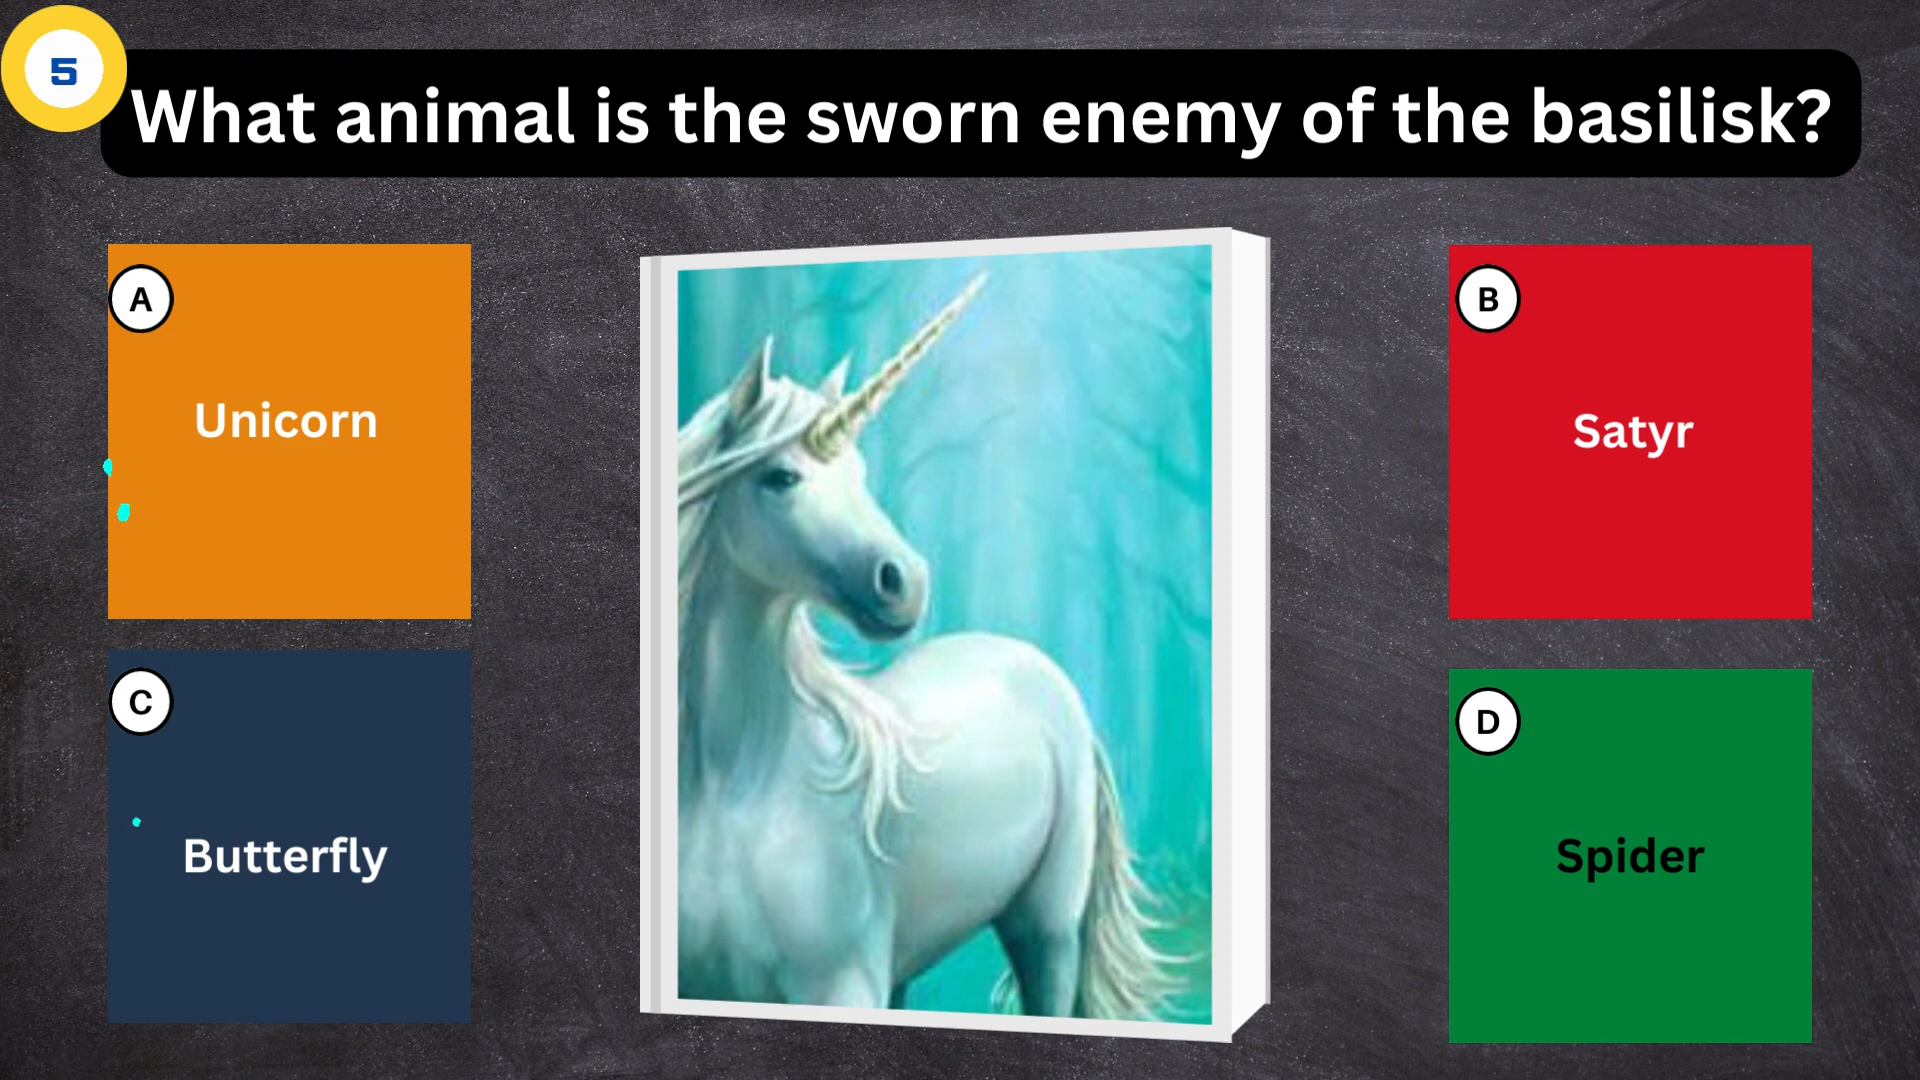 5
What animal is the sworn enemy of the basilisk?
A
Unicorn
B
Satyr
C
Butterfly
D
Spider